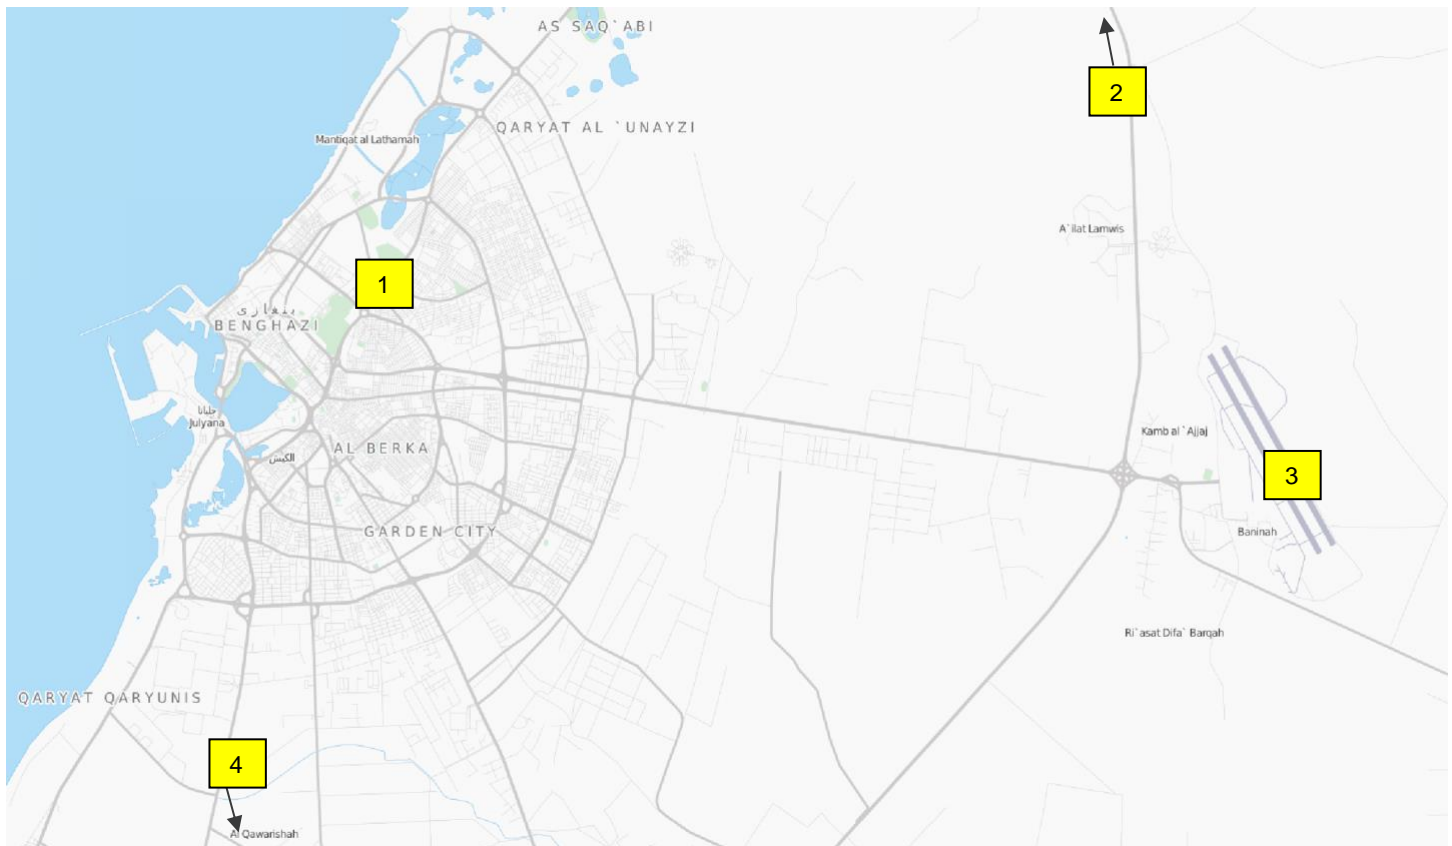 AS SAQ`ABI
2
QARYAT AL `UNAYZI
Mantiqat al Lathamah
A`ilat Lamwis
1
بنغازي
BENGHAZI
جليانا
Julyana
Kamb al `Ajjaj
AL BERKA
الكيش
3
GARDEN CITY
Baninah
Ri`asat Difa` Barqah
QARYAT QARYUNIS
4
Al Qawarishah